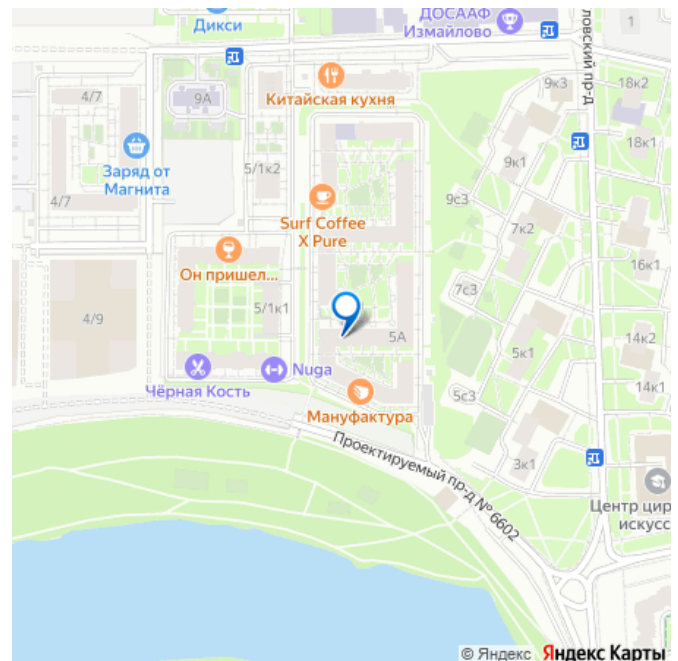 Дикси
ДОСААФ
Измайлово
1
ловский пр-д
4/7
9А
Китайская кухня
9к3
18к2
Заряд от
Магнита
5/1к2
18к1
9к1
4/7
Surf Coffee
X Pure
9с3
7к2
16к1
Он пришел...
7с3
5/1к1
4/9
5А
14к2
5к1
Nuga
14к1
Чёрная Кость
5с3
Мануфактура
3к1
Проектируемый пр-д № 6602
Центр цир
искусс
© Яндекс Яндекс Карты